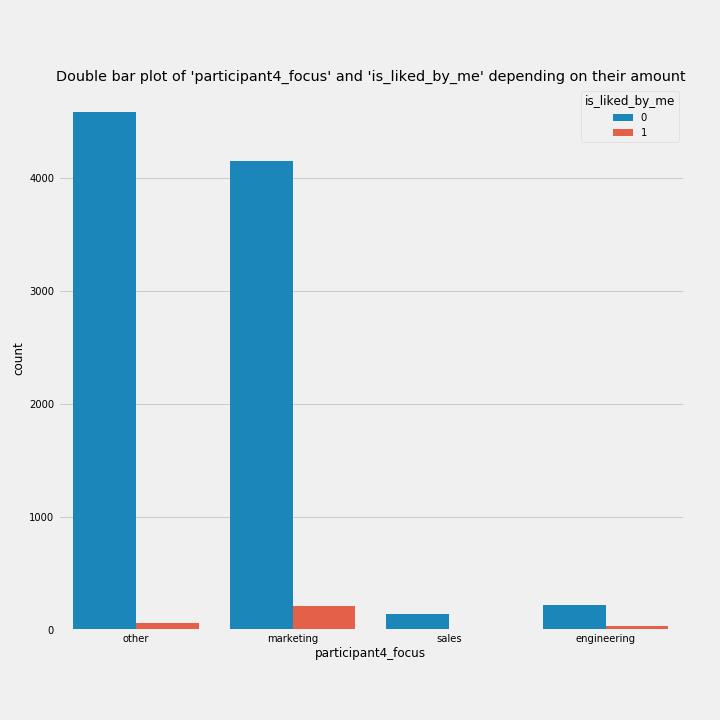 Double bar plot of 'participant4_focus' and 'is_liked_by_me' depending on their amount
is_liked_by_me
0
1
4000
3000
2000
1000
0
count
other marketing sales engineering
participant4_focus